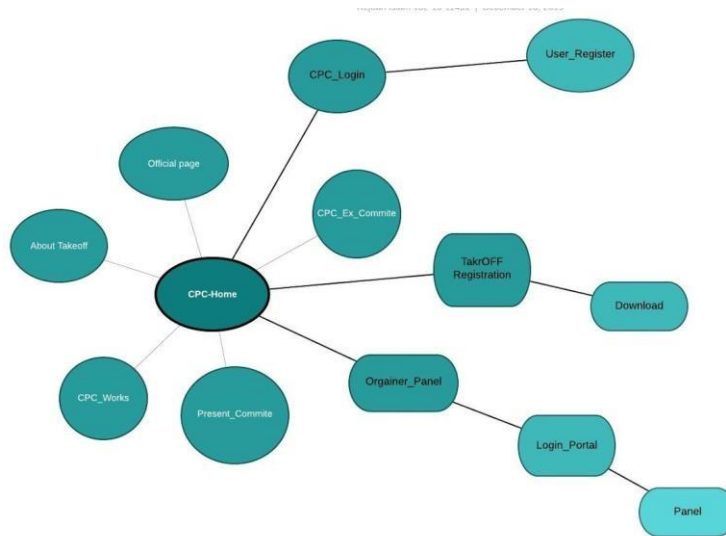 CPC_Login
User_Register
Official page
CPC_Ex_Commite
About Takeoff
TakrOFF
Registration
CPC-Home
Download
Orgainer_Panel
CPC_Works
Present_Commite
Login_Portal
Panel